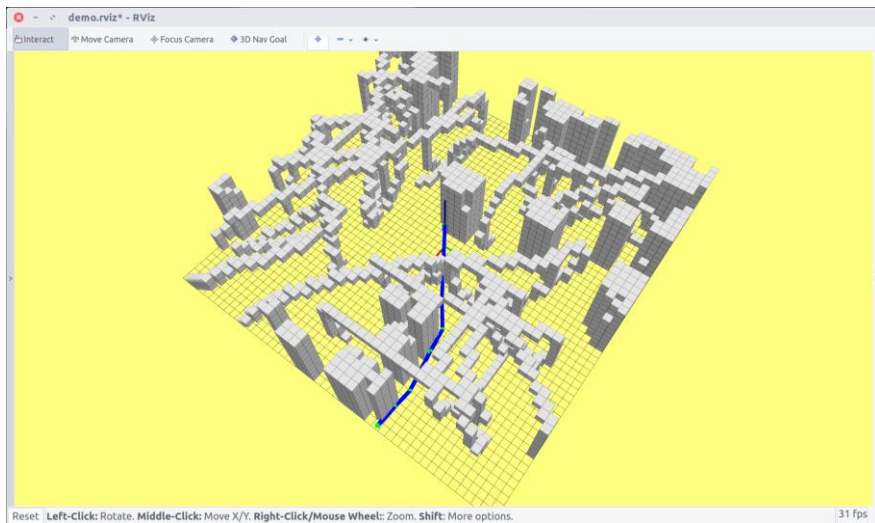 demo.rviz* - RViz
Interact Move Camera Focus Camera 3D Nav Goal
Reset Left-Click: Rotate. Middle-Click: Move X/Y. Right-Click/Mouse Wheel:: Zoom. Shift: More options. 31 fps